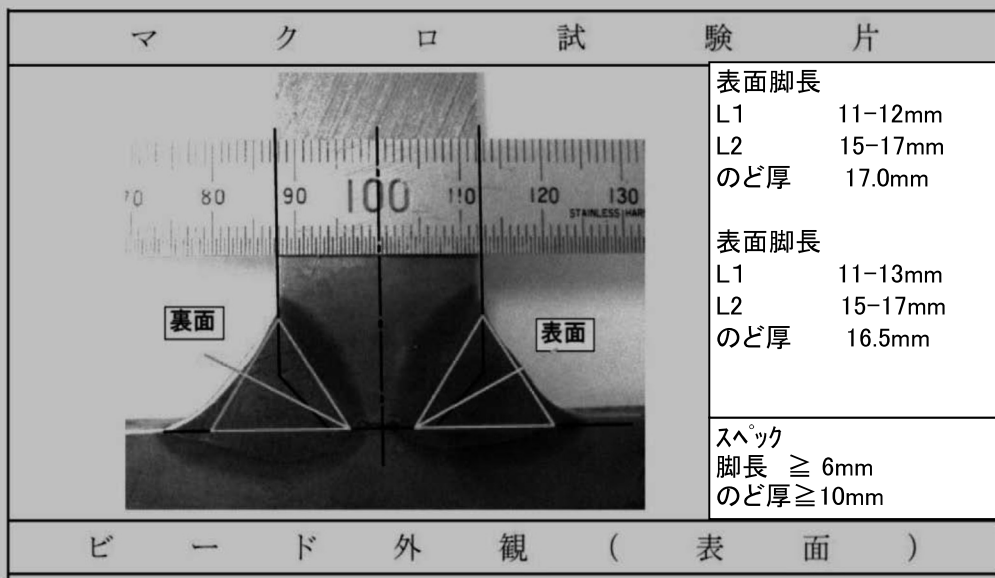 マクロ試験片
70 80 90 100 110 120 130
STAINLESS HAR
裏面
表面
表面脚長
L1 11-12mm
L2 15-17mm
のど厚 17.0mm
表面脚長
L1 11-13mm
L2 15-17mm
のど厚 16.5mm
スペック
脚長 ≧ 6mm
のど厚≧10mm
ビード外観(表面)